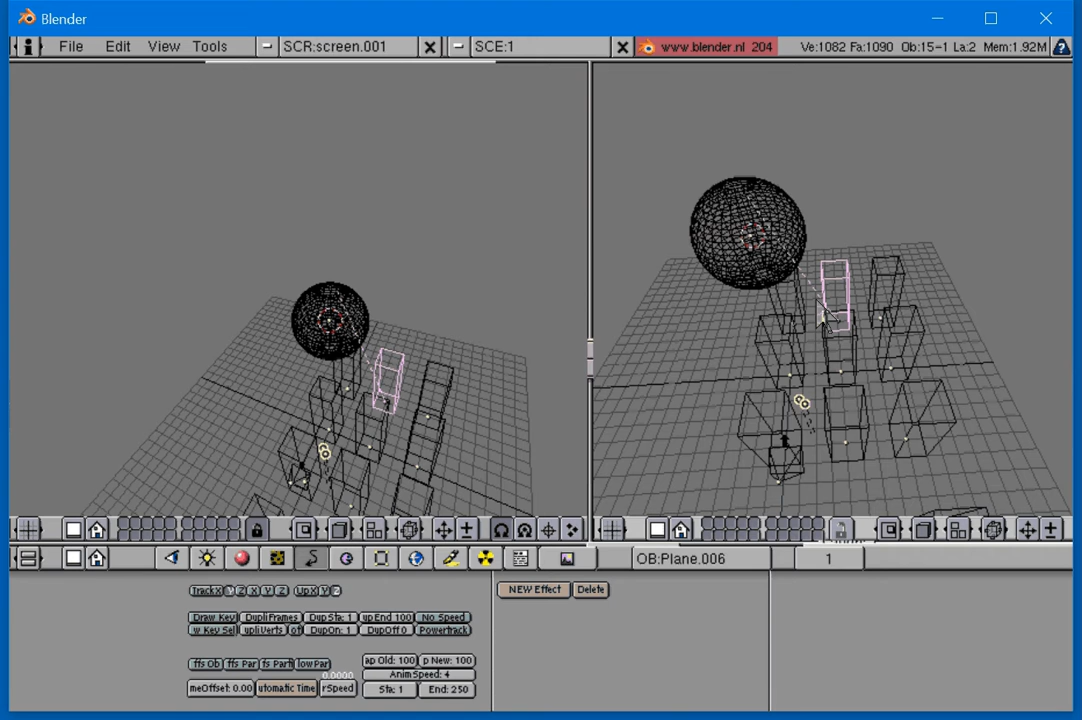 Blender
File Edit View Tools SCR:screen.001 SCE:1 www.blender.nl 204 Ve:1082 Fa:1090 Ob:15-1 La:2 Mem:1.92M
OB:Plane.006 1
TrackX Y Z X Y Z UpX Y Z
NEW Effect Delete
Draw Key DupliFrames DupSta: 1 upEnd 100 No Speed
w Key Sel upliVerts DupOn: 1 DupOff 0 Powertrack
ffs Ob ffs Par fs Parti lowPar ap Old: 100 p New: 100
0.0000 AnimSpeed: 4
meOffset: 0.00 utomatic Time rSpeed Sta: 1 End: 250